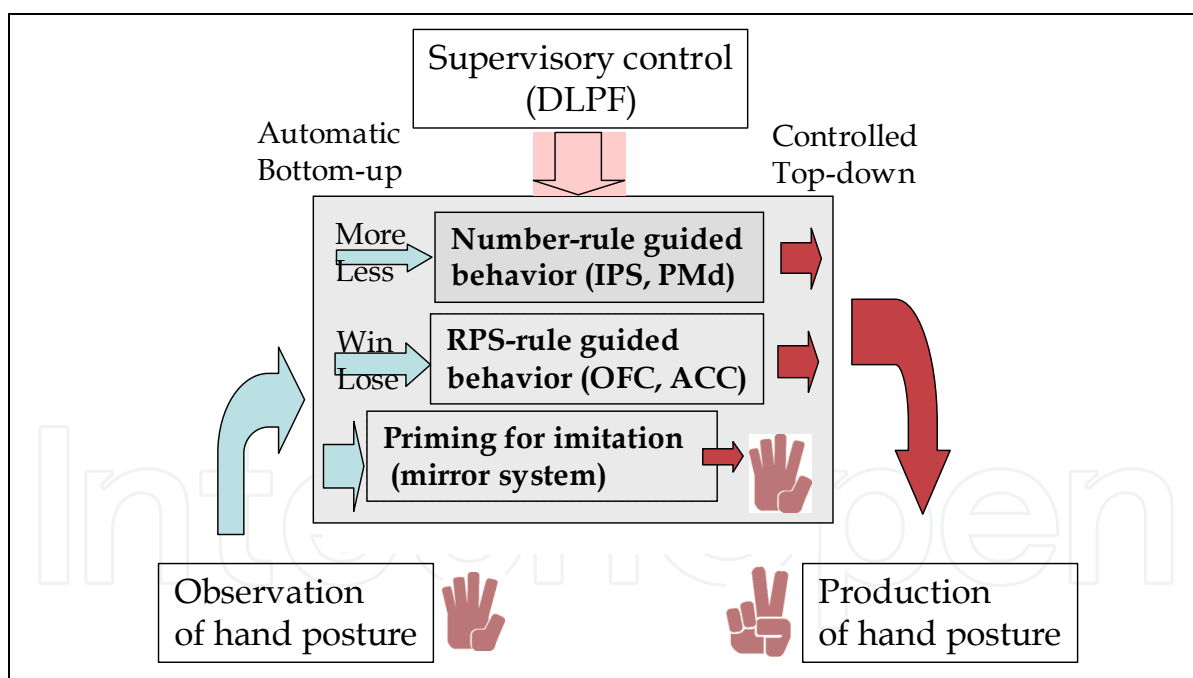 Supervisory control
(DLPF)
Automatic
Bottom-up
Controlled
Top-down
More
Less
Number-rule guided
behavior (IPS, PMd)
Win
Lose
RPS-rule guided
behavior (OFC, ACC)
Priming for imitation
(mirror system)
Observation
of hand posture
Production
of hand posture
IntechOpen